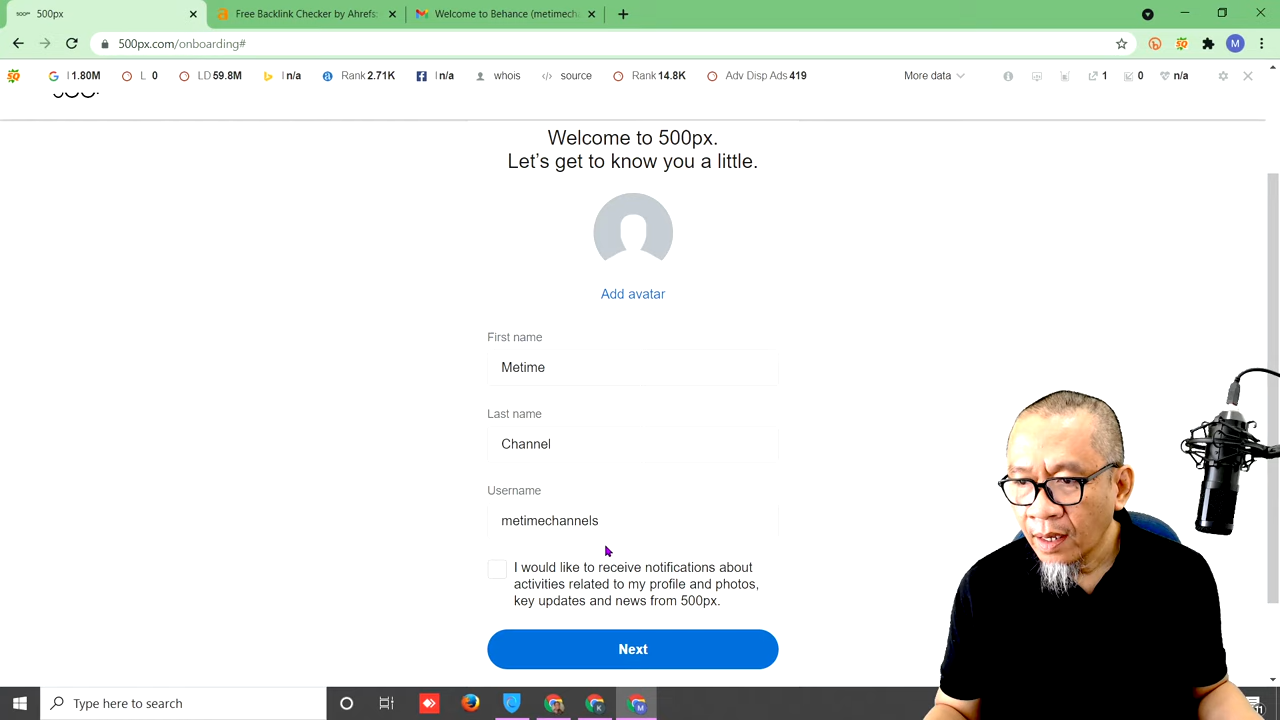 500px
Free Backlink Checker by Ahrefs:
Welcome to Behance (metimecha
500px.com/onboarding#
I 1.80M
L 0
LD 59.8M
I n/a
Rank 2.71K
I n/a
whois
source
Rank 14.8K
Adv Disp Ads 419
More data
1
0
n/a
Welcome to 500px.
Let's get to know you a little.
Add avatar
First name
Metime
Last name
Channel
Username
metimechannels
I would like to receive notifications about
activities related to my profile and photos,
key updates and news from 500px.
Next
Type here to search